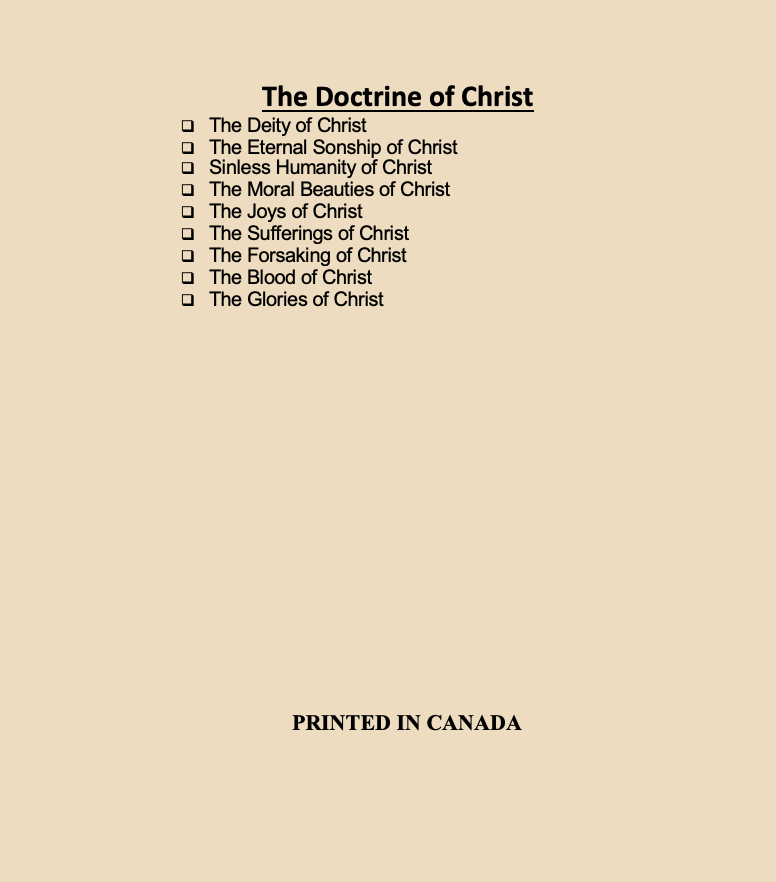 The Doctrine of Christ
❑ The Deity of Christ
❑ The Eternal Sonship of Christ
❑ Sinless Humanity of Christ
❑ The Moral Beauties of Christ
❑ The Joys of Christ
❑ The Sufferings of Christ
❑ The Forsaking of Christ
❑ The Blood of Christ
❑ The Glories of Christ
PRINTED IN CANADA